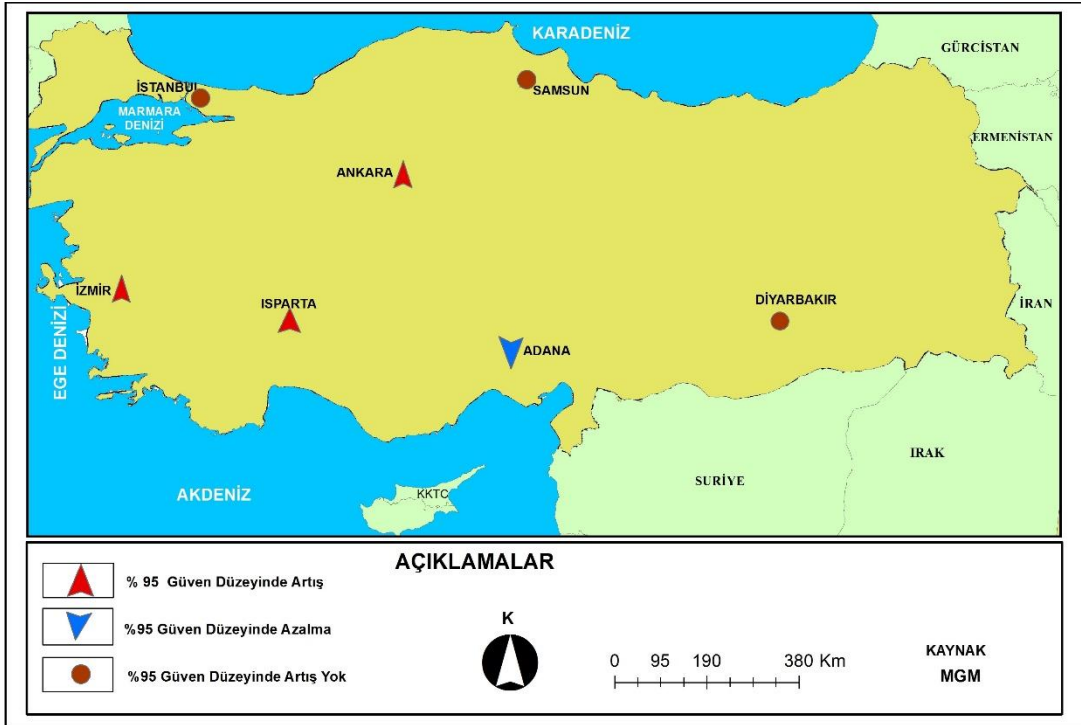 KARADENİZ
GÜRCİSTAN
İSTANBUL
SAMSUN
MARMARA
DENİZİ
ERMENİSTAN
ANKARA
İZMİR
ISPARTA
DİYARBAKIR
İRAN
EGE DENİZİ
ADANA
IRAK
SURİYE
AKDENİZ
KKTC
AÇIKLAMALAR
% 95 Güven Düzeyinde Artış
%95 Güven Düzeyinde Azalma
%95 Güven Düzeyinde Artış Yok
K
0 95 190 380 Km
KAYNAK
MGM